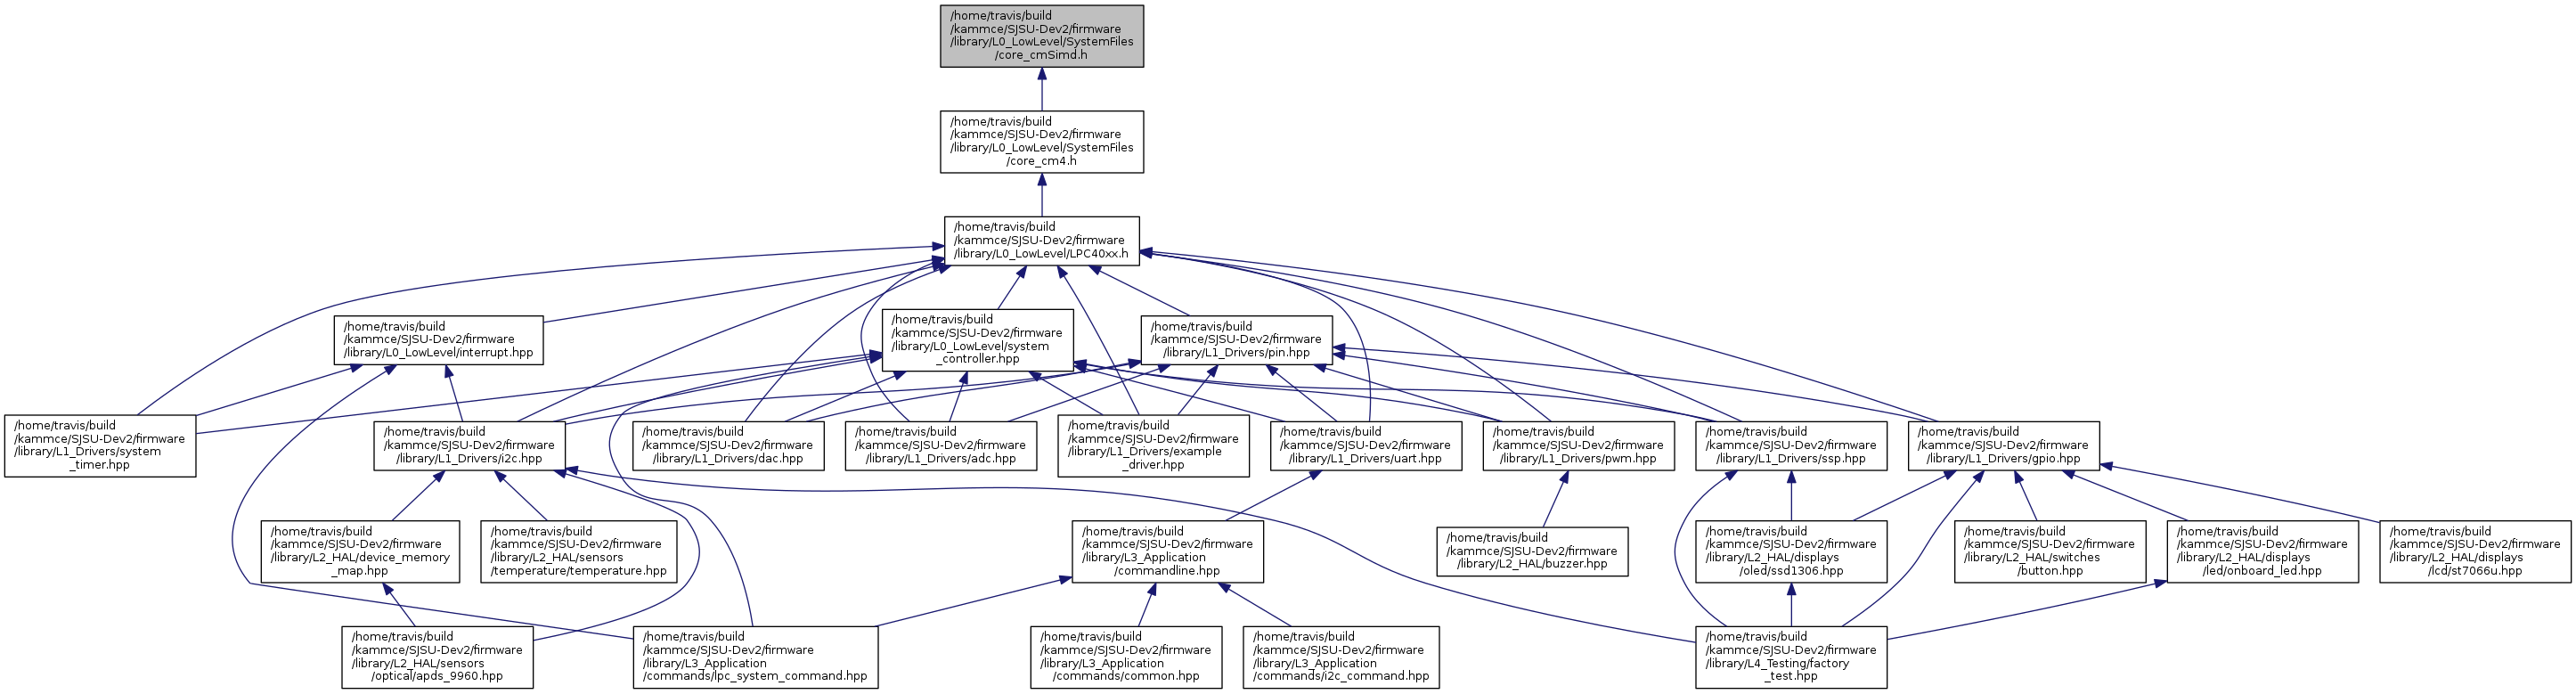 /home/travis/build
/kammce/SJSU-Dev2/firmware
/library/L0_LowLevel/SystemFiles
/core_cmSimd.h
/home/travis/build
/kammce/SJSU-Dev2/firmware
/library/L0_LowLevel/SystemFiles
/core_cm4.h
/home/travis/build
/kammce/SJSU-Dev2/firmware
/library/L0_LowLevel/LPC40xx.h
/home/travis/build
/kammce/SJSU-Dev2/firmware
/library/L0_LowLevel/interrupt.hpp
/home/travis/build
/kammce/SJSU-Dev2/firmware
/library/L0_LowLevel/system
_controller.hpp
/home/travis/build
/kammce/SJSU-Dev2/firmware
/library/L1_Drivers/pin.hpp
/home/travis/build
/kammce/SJSU-Dev2/firmware
/library/L1_Drivers/system
_timer.hpp
/home/travis/build
/kammce/SJSU-Dev2/firmware
/library/L1_Drivers/i2c.hpp
/home/travis/build
/kammce/SJSU-Dev2/firmware
/library/L1_Drivers/dac.hpp
/home/travis/build
/kammce/SJSU-Dev2/firmware
/library/L1_Drivers/adc.hpp
/home/travis/build
/kammce/SJSU-Dev2/firmware
/library/L1_Drivers/example
_driver.hpp
/home/travis/build
/kammce/SJSU-Dev2/firmware
/library/L1_Drivers/uart.hpp
/home/travis/build
/kammce/SJSU-Dev2/firmware
/library/L1_Drivers/pwm.hpp
/home/travis/build
/kammce/SJSU-Dev2/firmware
/library/L1_Drivers/ssp.hpp
/home/travis/build
/kammce/SJSU-Dev2/firmware
/library/L1_Drivers/gpio.hpp
/home/travis/build
/kammce/SJSU-Dev2/firmware
/library/L2_HAL/device_memory
_map.hpp
/home/travis/build
/kammce/SJSU-Dev2/firmware
/library/L2_HAL/sensors
/temperature/temperature.hpp
/home/travis/build
/kammce/SJSU-Dev2/firmware
/library/L3_Application
/commandline.hpp
/home/travis/build
/kammce/SJSU-Dev2/firmware
/library/L2_HAL/buzzer.hpp
/home/travis/build
/kammce/SJSU-Dev2/firmware
/library/L2_HAL/displays
/oled/ssd1306.hpp
/home/travis/build
/kammce/SJSU-Dev2/firmware
/library/L2_HAL/switches
/button.hpp
/home/travis/build
/kammce/SJSU-Dev2/firmware
/library/L2_HAL/displays
/led/onboard_led.hpp
/home/travis/build
/kammce/SJSU-Dev2/firmware
/library/L2_HAL/displays
/lcd/st7066u.hpp
/home/travis/build
/kammce/SJSU-Dev2/firmware
/library/L2_HAL/sensors
/optical/apds_9960.hpp
/home/travis/build
/kammce/SJSU-Dev2/firmware
/library/L3_Application
/commands/lpc_system_command.hpp
/home/travis/build
/kammce/SJSU-Dev2/firmware
/library/L3_Application
/commands/common.hpp
/home/travis/build
/kammce/SJSU-Dev2/firmware
/library/L3_Application
/commands/i2c_command.hpp
/home/travis/build
/kammce/SJSU-Dev2/firmware
/library/L4_Testing/factory
_test.hpp